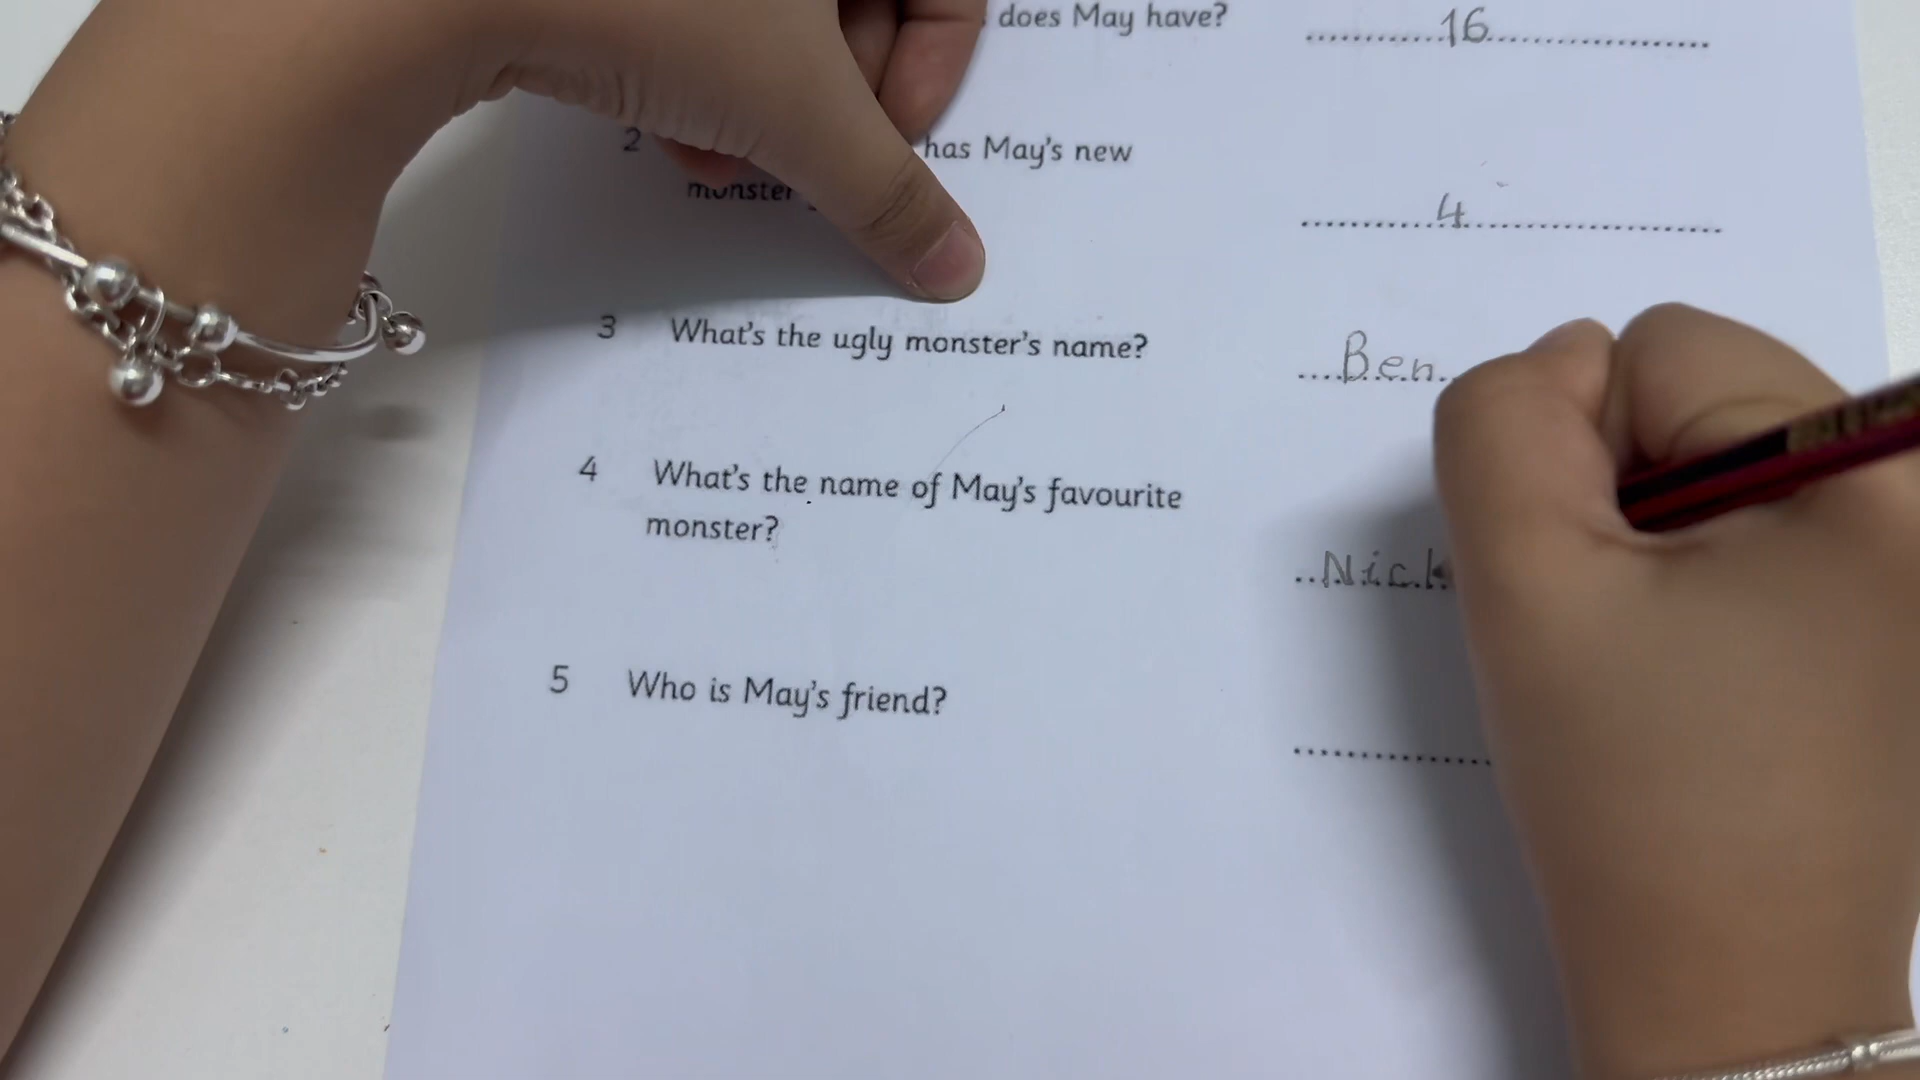 does May have? 16
2 has May's new
monster
4
3 What's the ugly monster's name? Ben
4 What's the name of May's favourite
monster?
Nick
5 Who is May's friend?